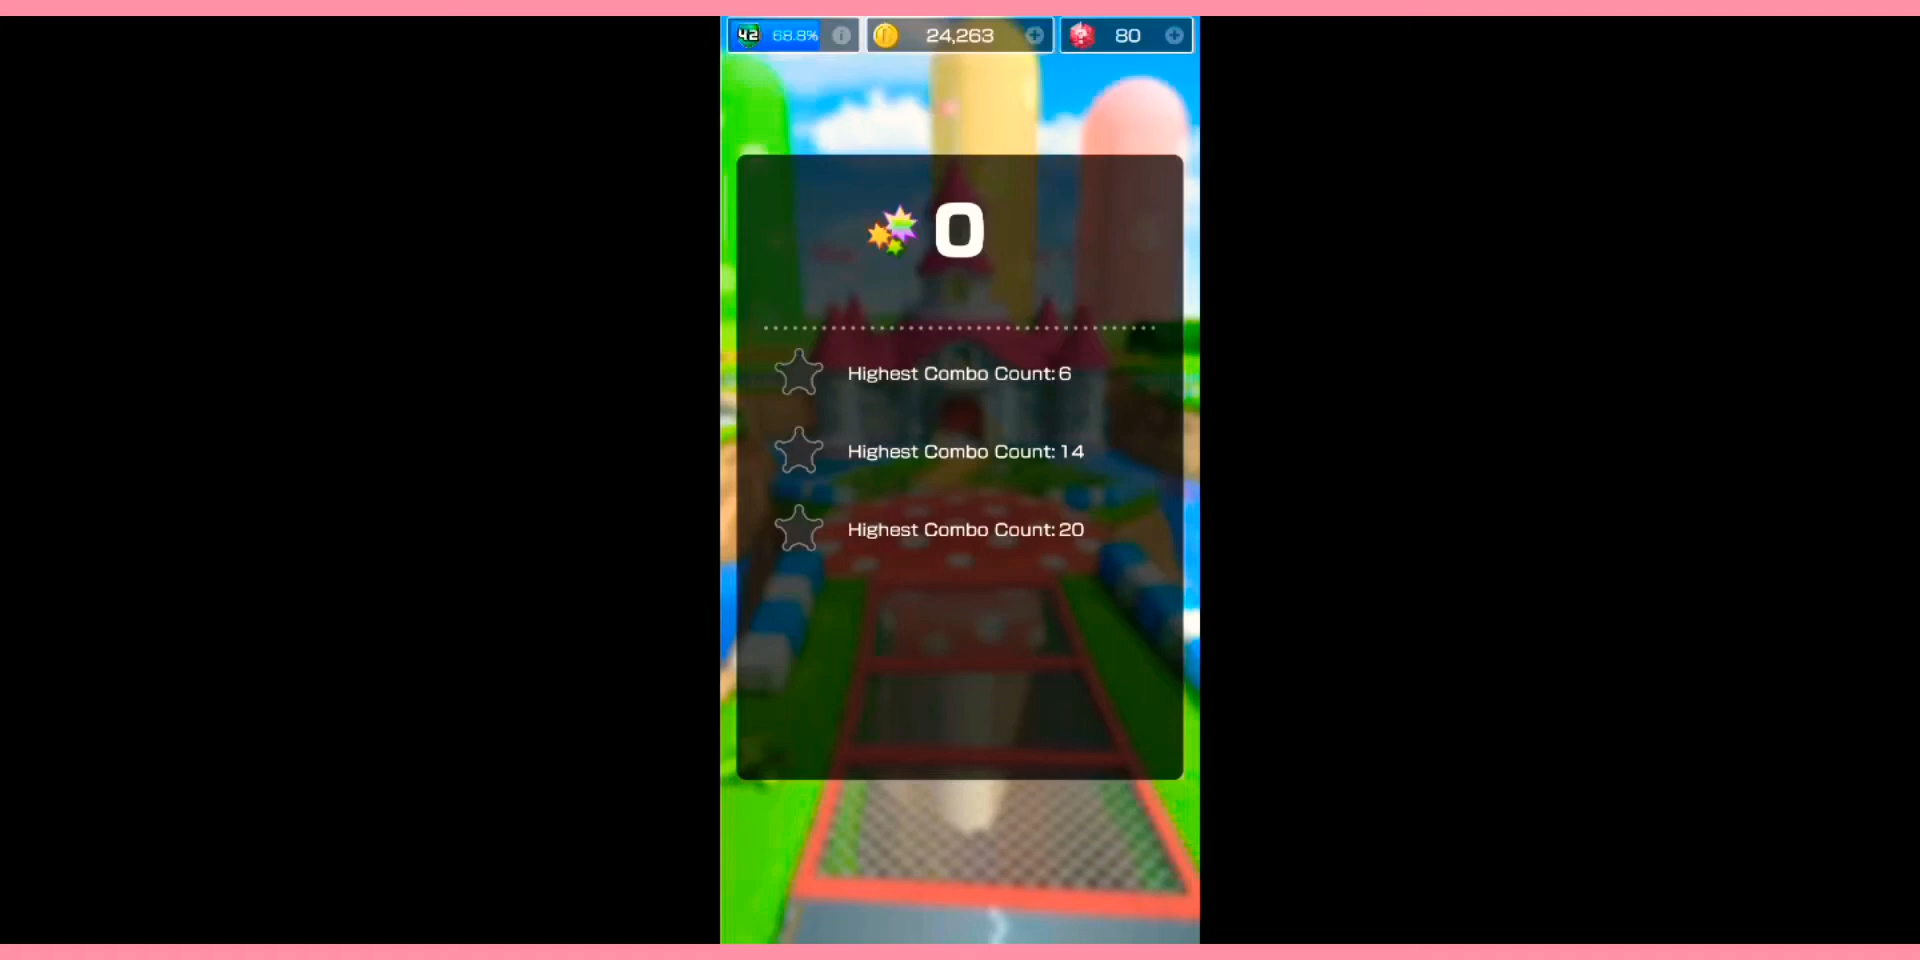 42 68.8% i 24,263 + 80 +
0
Highest Combo Count: 6
Highest Combo Count: 14
Highest Combo Count: 20